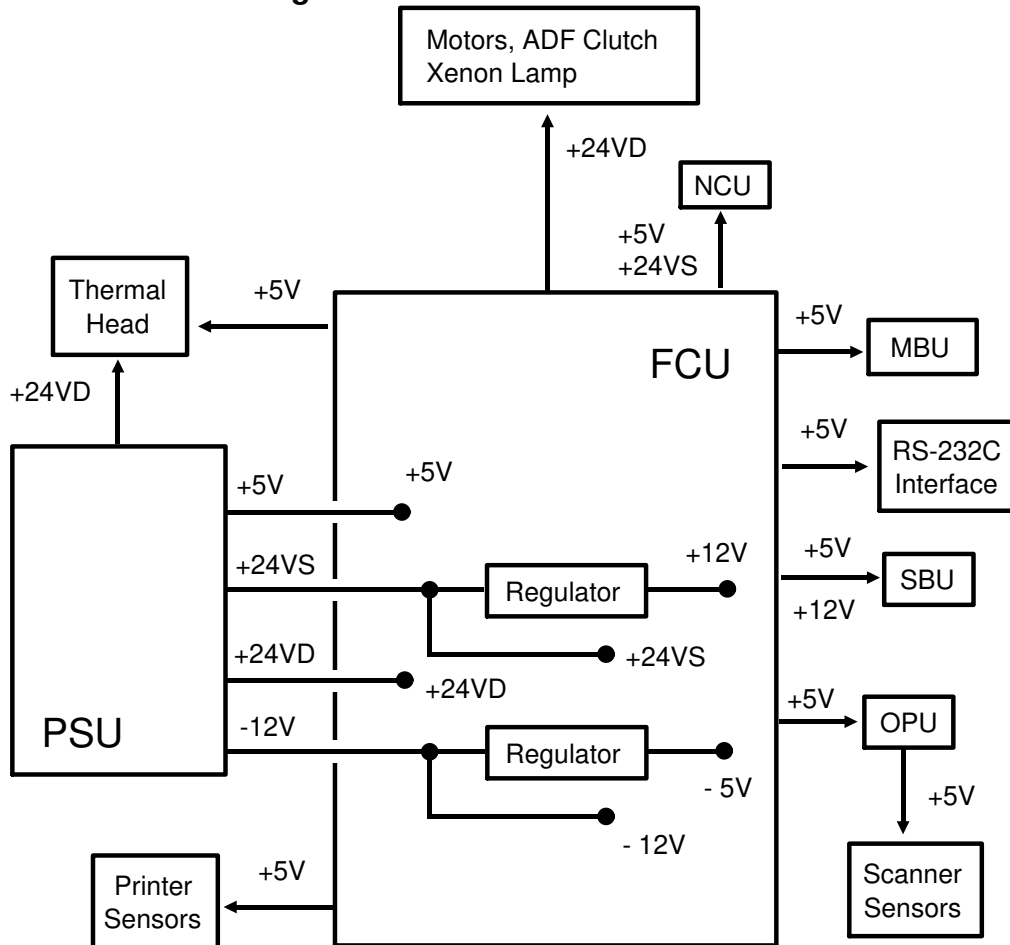 Motors, ADF Clutch
Xenon Lamp
+24VD
NCU
+5V
+24VS
Thermal
Head
+5V
+24VD
FCU
+5V
MBU
+5V
RS-232C
Interface
+5V
+5V
+24VS
Regulator
+12V
+5V
+12V
SBU
+24VS
+24VD
+24VD
PSU
-12V
Regulator
- 5V
- 12V
+5V
OPU
+5V
Scanner
Sensors
Printer
Sensors
+5V